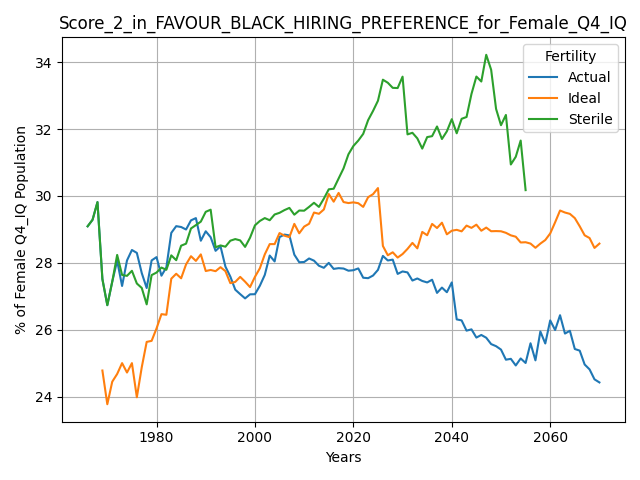 Score_2_in_FAVOUR_BLACK_HIRING_PREFERENCE_for_Female_Q4_IQ
% of Female Q4_IQ Population
34
32
30
28
26
24
Fertility
Actual
Ideal
Sterile
1980
2000
2020
2040
2060
Years